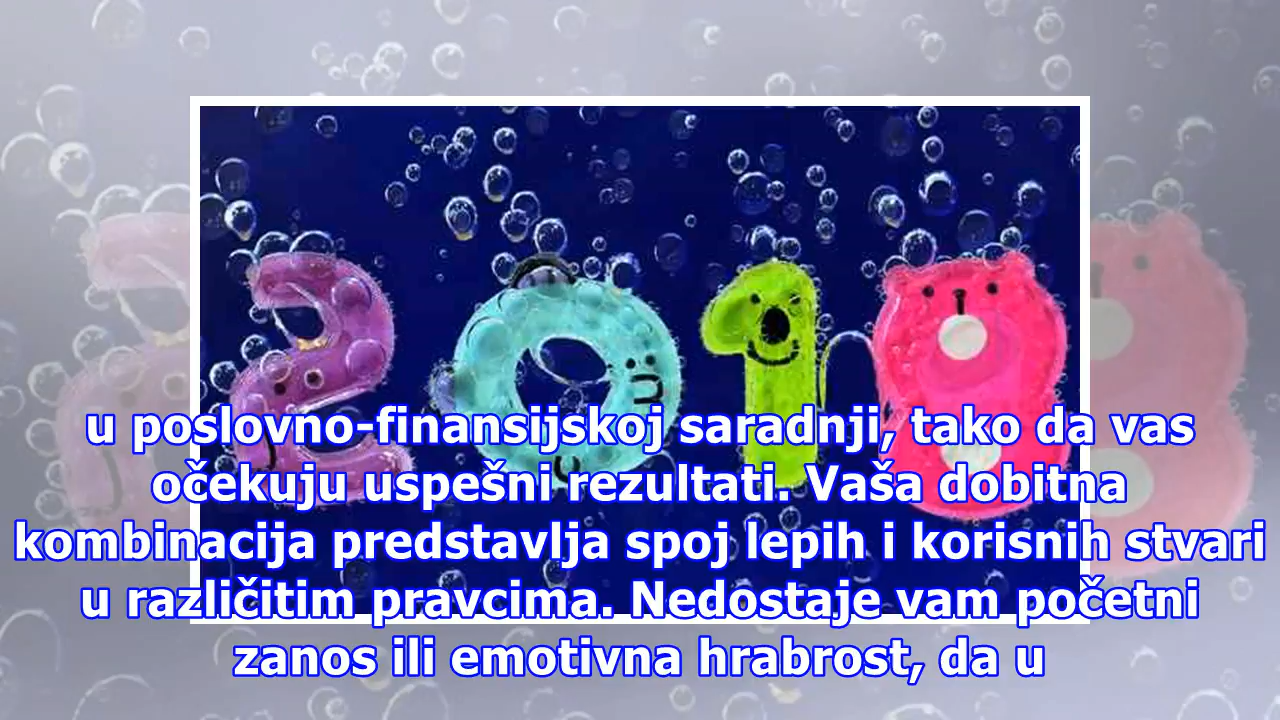 2018
u poslovno-finansijskoj saradnji, tako da vas
očekuju uspešni rezultati. Vaša dobitna
kombinacija predstavlja spoj lepih i korisnih stvari
u različitim pravcima. Nedostaje vam početni
zanos ili emotivna hrabrost, da u